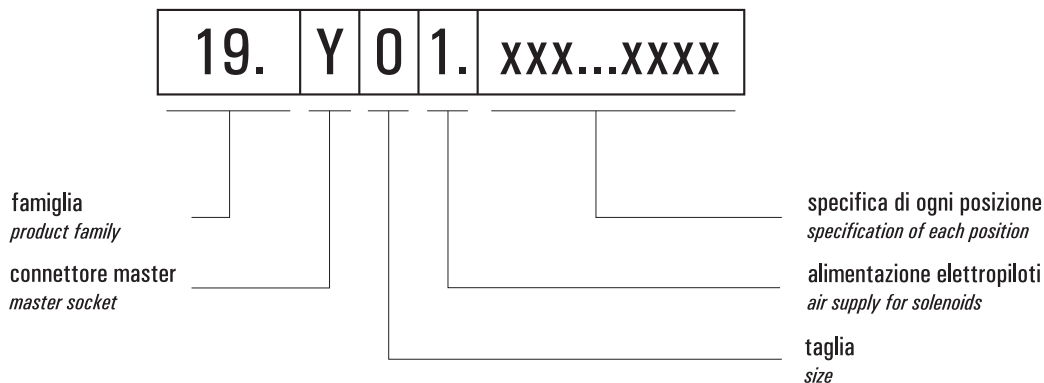 19. Y 0 1. xxx...xxxx
famiglia
product family
connettore master
master socket
specifica di ogni posizione
specification of each position
alimentazione elettropiloti
air supply for solenoids
taglia
size